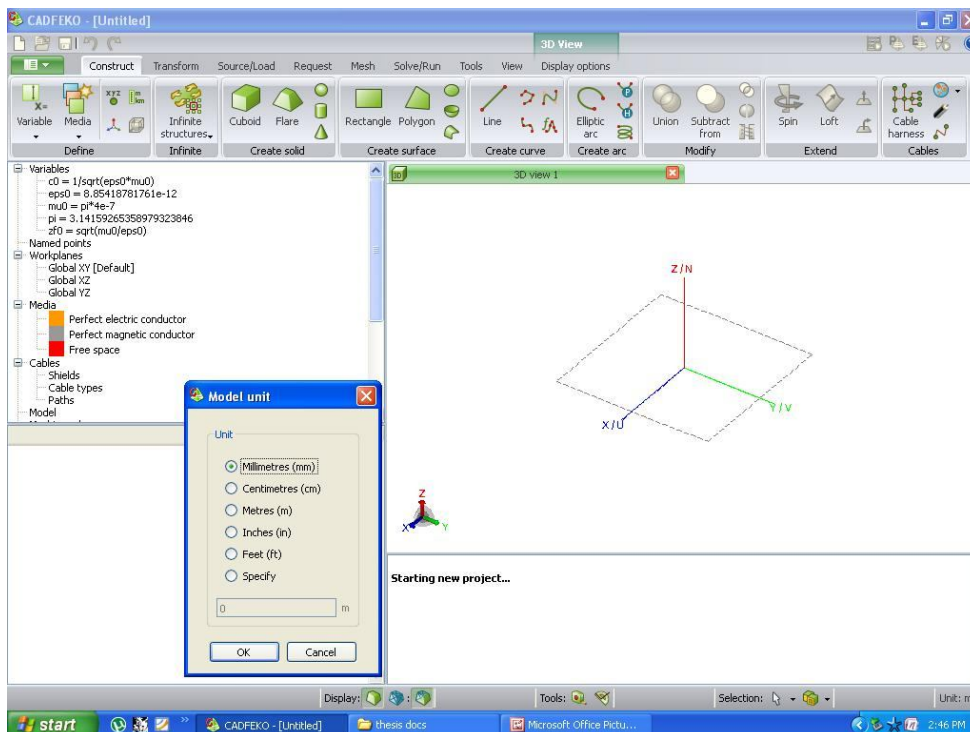 CADFEKO - [Untitled]
3D View
Construct Transform Source/Load Request Mesh Solve/Run Tools View Display options
X=
xyz
m
km
Variable Media Infinite structures Cuboid Flare Rectangle Polygon Line Elliptic arc Union Subtract from Spin Loft Cable harness
Define Infinite Create solid Create surface Create curve Create arc Modify Extend Cables
Variables
c0 = 1/sqrt(eps0*mu0)
eps0 = 8.85418781761e-12
mu0 = pi*4e-7
pi = 3.14159265358979323846
zf0 = sqrt(mu0/eps0)
Named points
Workplanes
Global XY [Default]
Global XZ
Global YZ
Media
Perfect electric conductor
Perfect magnetic conductor
Free space
Cables
Shields
Cable types
Paths
Model
3D view 1
Z/N
Y/V
X/U
Z
X
Y
Model unit
Unit
Millimetres (mm)
Centimetres (cm)
Metres (m)
Inches (in)
Feet (ft)
Specify
0 m
OK Cancel
Starting new project...
Display: Tools: Selection: Unit: m
start CADFEKO - [Untitled] thesis docs Microsoft Office Pictu... 2:46 PM